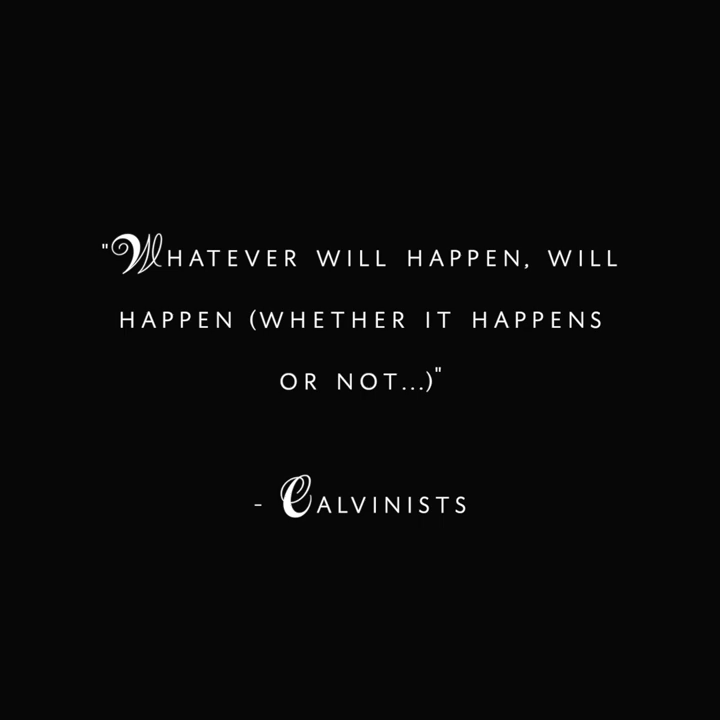 "Whatever will happen, will
happen (whether it happens
or not...)"
- Calvinists